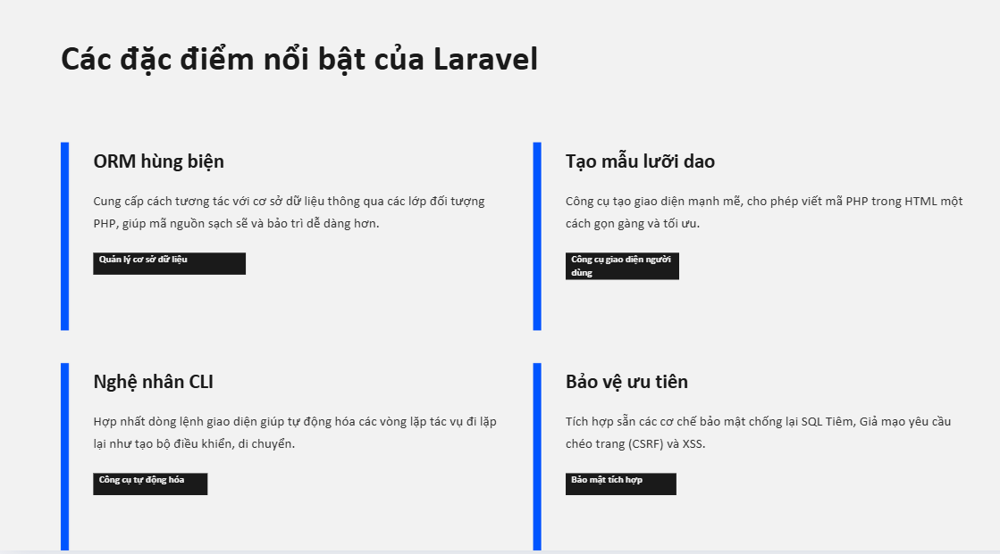 Các đặc điểm nổi bật của Laravel
ORM hùng biện
Cung cấp cách tương tác với cơ sở dữ liệu thông qua các lớp đối tượng
PHP, giúp mã nguồn sạch sẽ và bảo trì dễ dàng hơn.
Quản lý cơ sở dữ liệu
Tạo mẫu lưỡi dao
Công cụ tạo giao diện mạnh mẽ, cho phép viết mã PHP trong HTML một
cách gọn gàng và tối ưu.
Công cụ giao diện người
dùng
Nghệ nhân CLI
Hợp nhất dòng lệnh giao diện giúp tự động hóa các vòng lặp tác vụ đi lặp
lại như tạo bộ điều khiển, di chuyển.
Công cụ tự động hóa
Bảo vệ ưu tiên
Tích hợp sẵn các cơ chế bảo mật chống lại SQL Tiêm, Giả mạo yêu cầu
chéo trang (CSRF) và XSS.
Bảo mật tích hợp